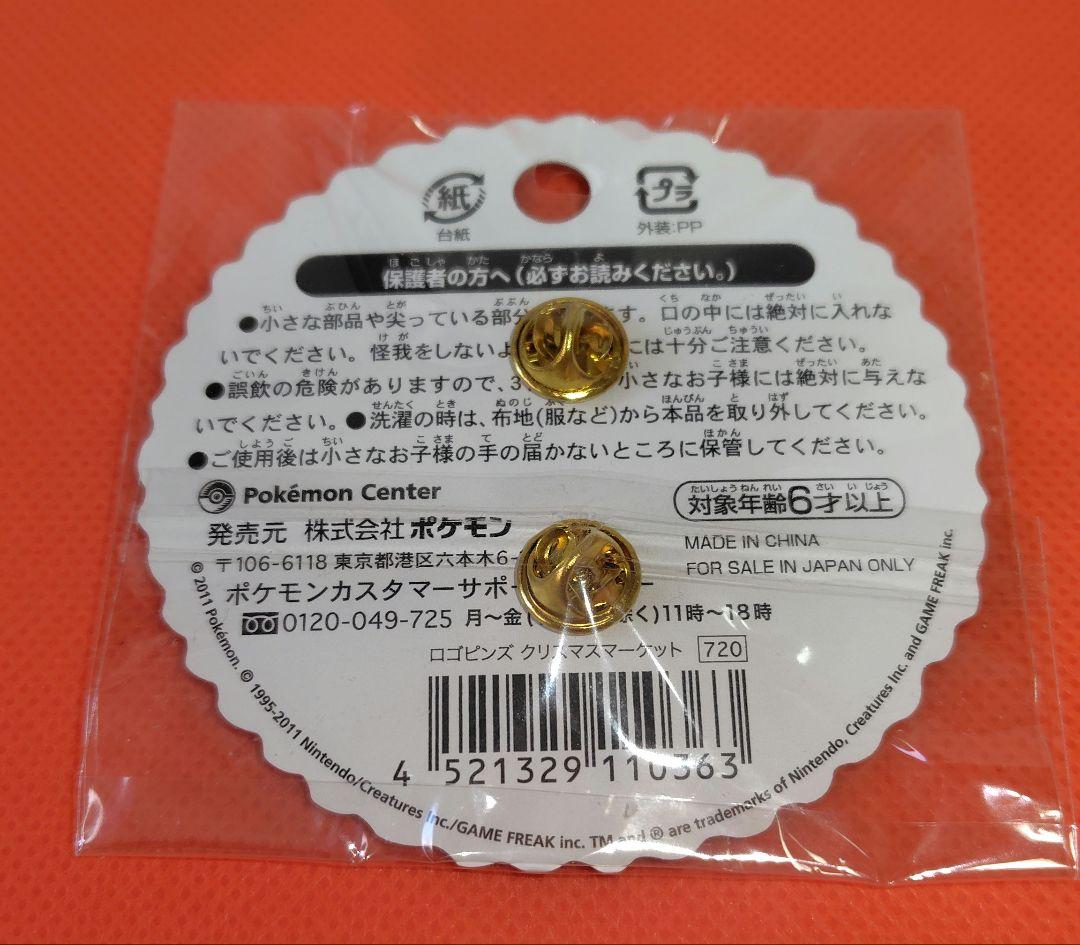 紙 プラ
台紙 外装:PP
保護者の方へ(必ずお読みください。)
●小さな部品や尖っている部分 す。口の中には絶対に入れな
いでください。怪我をしないよ には十分ご注意ください。
●誤飲の危険がありますので、3 小さなお子様には絶対に与えな
いでください。●洗濯の時は、布地(服など)から本品を取り外してください。
●ご使用後は小さなお子様の手の届かないところに保管してください。
Pokémon Center
対象年齢6才以上
発売元 株式会社ポケモン
〒106-6118 東京都港区六本木6-
MADE IN CHINA
FOR SALE IN JAPAN ONLY
ポケモンカスタマーサポー ー
0120-049-725 月～金( く)11時～18時
ロゴピンズ クリスマスマーケット 720
4 521329 110363
©2011 Pokémon. ©1995-2011 Nintendo/Creatures Inc./GAME FREAK inc. TM and ® are trademarks of Nintendo, Creatures Inc. and GAME FREAK inc.